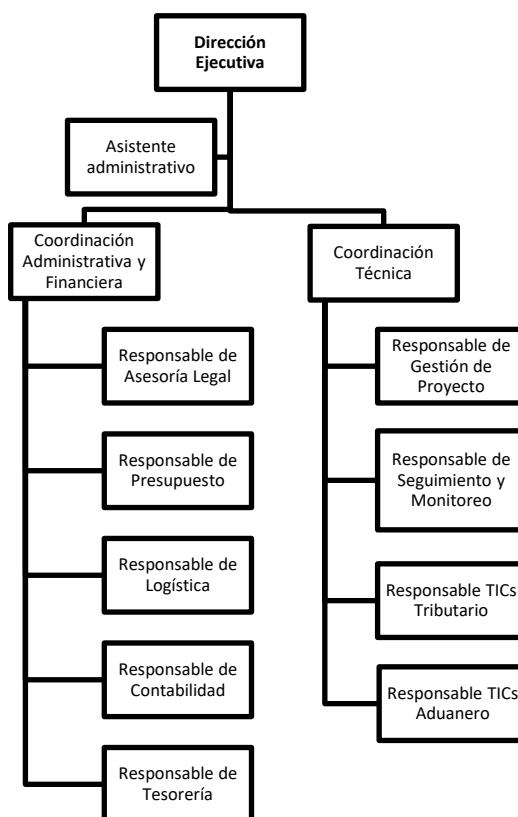 Dirección
Ejecutiva
Asistente
administrativo
Coordinación
Administrativa y
Financiera
Coordinación
Técnica
Responsable de
Asesoría Legal
Responsable de
Presupuesto
Responsable de
Logística
Responsable de
Contabilidad
Responsable de
Tesorería
Responsable de
Gestión de
Proyecto
Responsable de
Seguimiento y
Monitoreo
Responsable TICs
Tributario
Responsable TICs
Aduanero